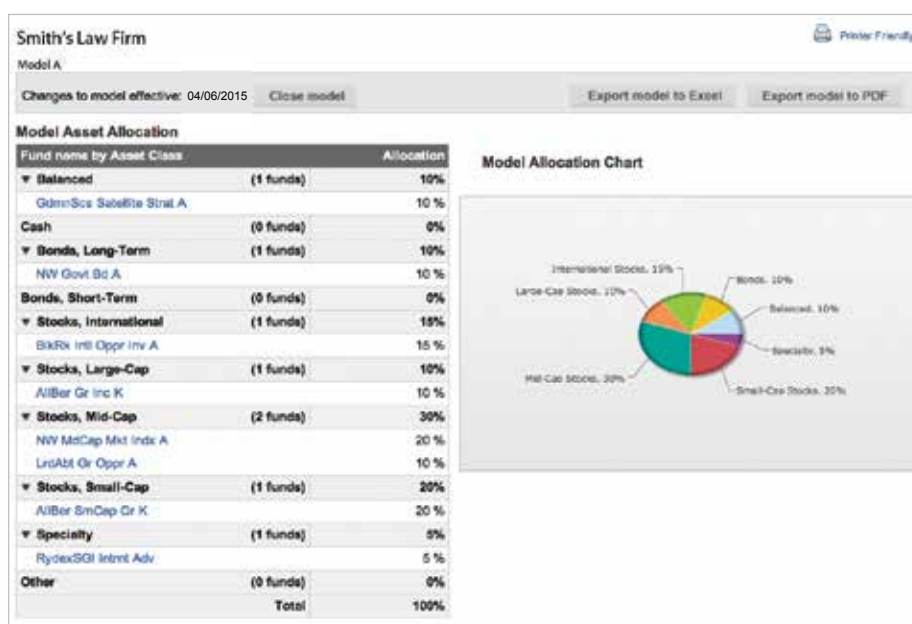 Smith's Law Firm
Printer Friendly
Model A
Changes to model effective: 04/06/2015 Close model Export model to Excel Export model to PDF
Model Asset Allocation
Fund name by Asset Class Allocation
▼ Balanced (1 funds) 10%
GdmnScs Satellite Strat A 10 %
Cash (0 funds) 0%
▼ Bonds, Long-Term (1 funds) 10%
NW Govt Bd A 10 %
Bonds, Short-Term (0 funds) 0%
▼ Stocks, International (1 funds) 15%
BlkRk Intl Oppr Inv A 15 %
▼ Stocks, Large-Cap (1 funds) 10%
AllBer Gr Inc K 10 %
▼ Stocks, Mid-Cap (2 funds) 30%
NW MdCap Mkt Indx A 20 %
LrdAbt Gr Oppr A 10 %
▼ Stocks, Small-Cap (1 funds) 20%
AllBer SmCap Gr K 20 %
▼ Specialty (1 funds) 5%
RydexSGI Intrnt Adv 5 %
Other (0 funds) 0%
Total 100%
Model Allocation Chart
International Stocks, 15%
Large-Cap Stocks, 10%
Bonds, 10%
Balanced, 10%
Specialty, 5%
Mid-Cap Stocks, 30%
Small-Cap Stocks, 20%